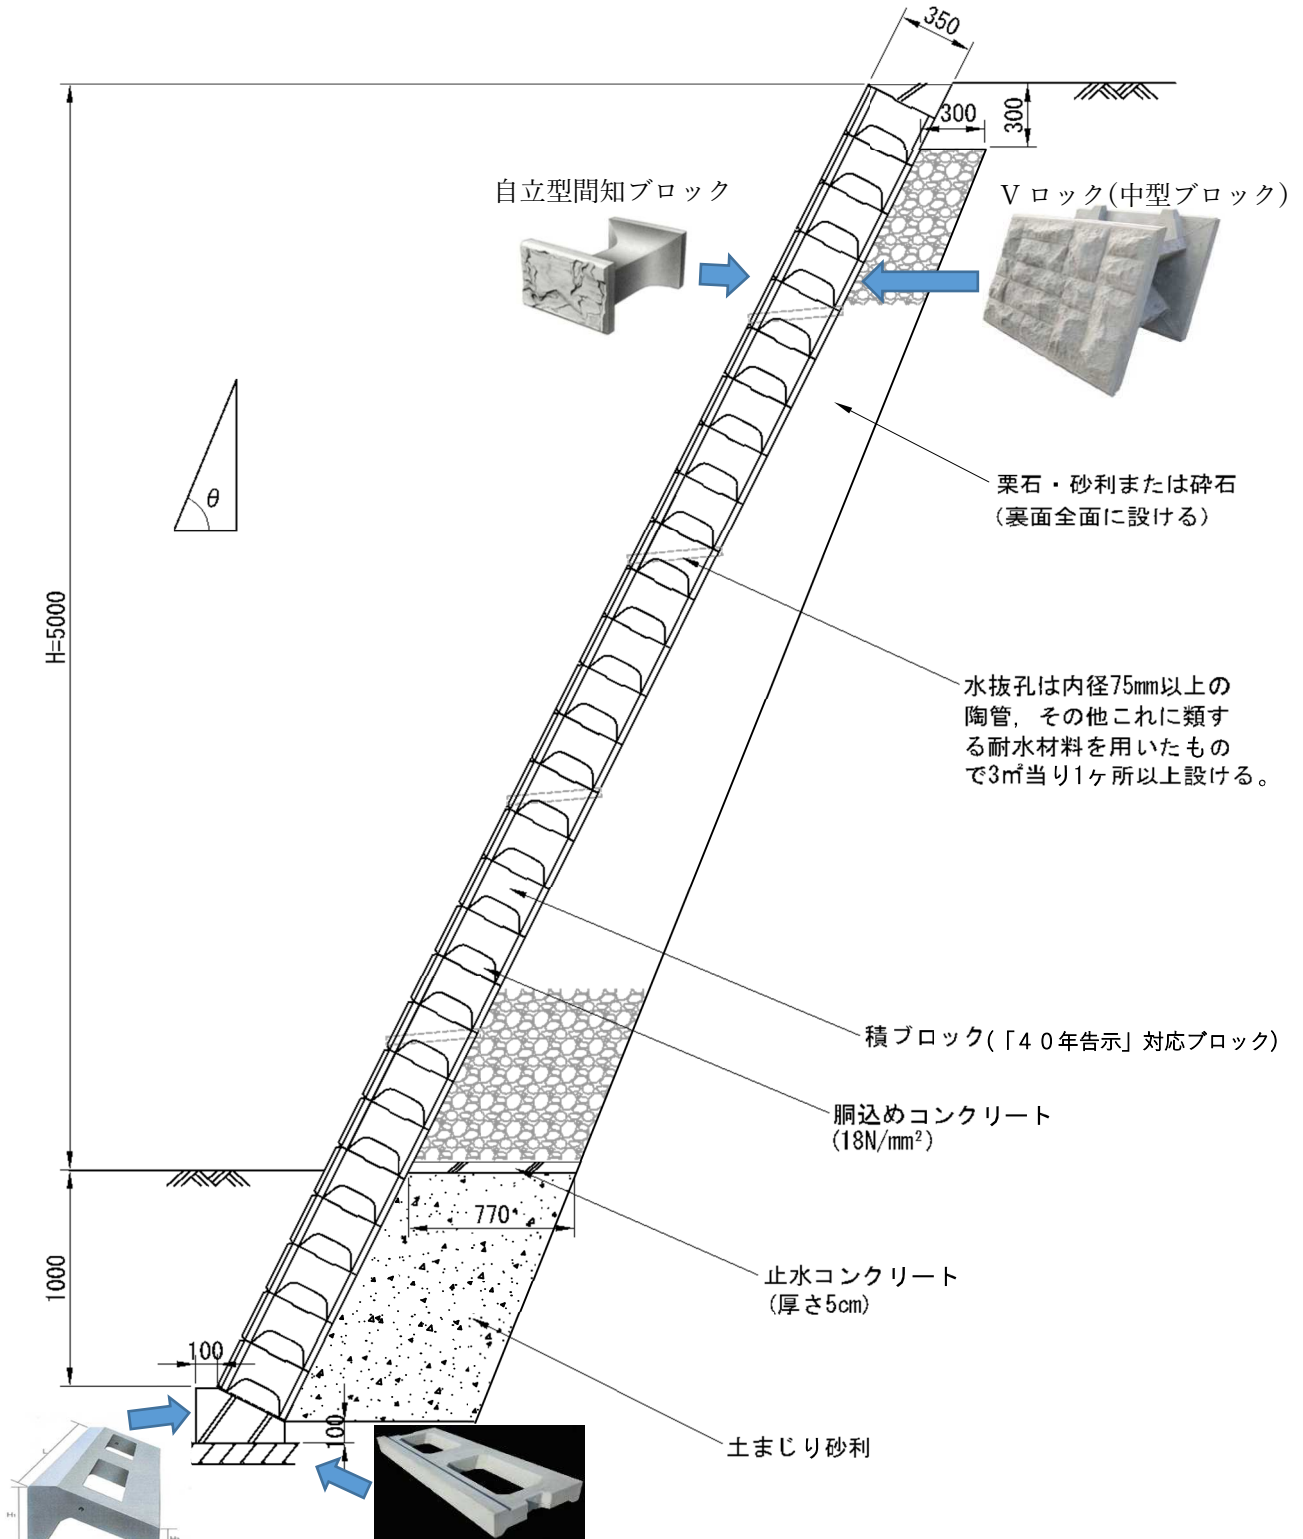 350
300
300
自立型間知ブロック
Vロック(中型ブロック)
θ
栗石・砂利または砕石
(裏面全面に設ける)
H=5000
水抜孔は内径75mm以上の
陶管，その他これに類す
る耐水材料を用いたもの
で3㎡当り1ヶ所以上設ける。
積ブロック(「４０年告示」対応ブロック)
胴込めコンクリート
(18N/mm²)
770
1000
止水コンクリート
(厚さ5cm)
100
100
土まじり砂利
L
H₁